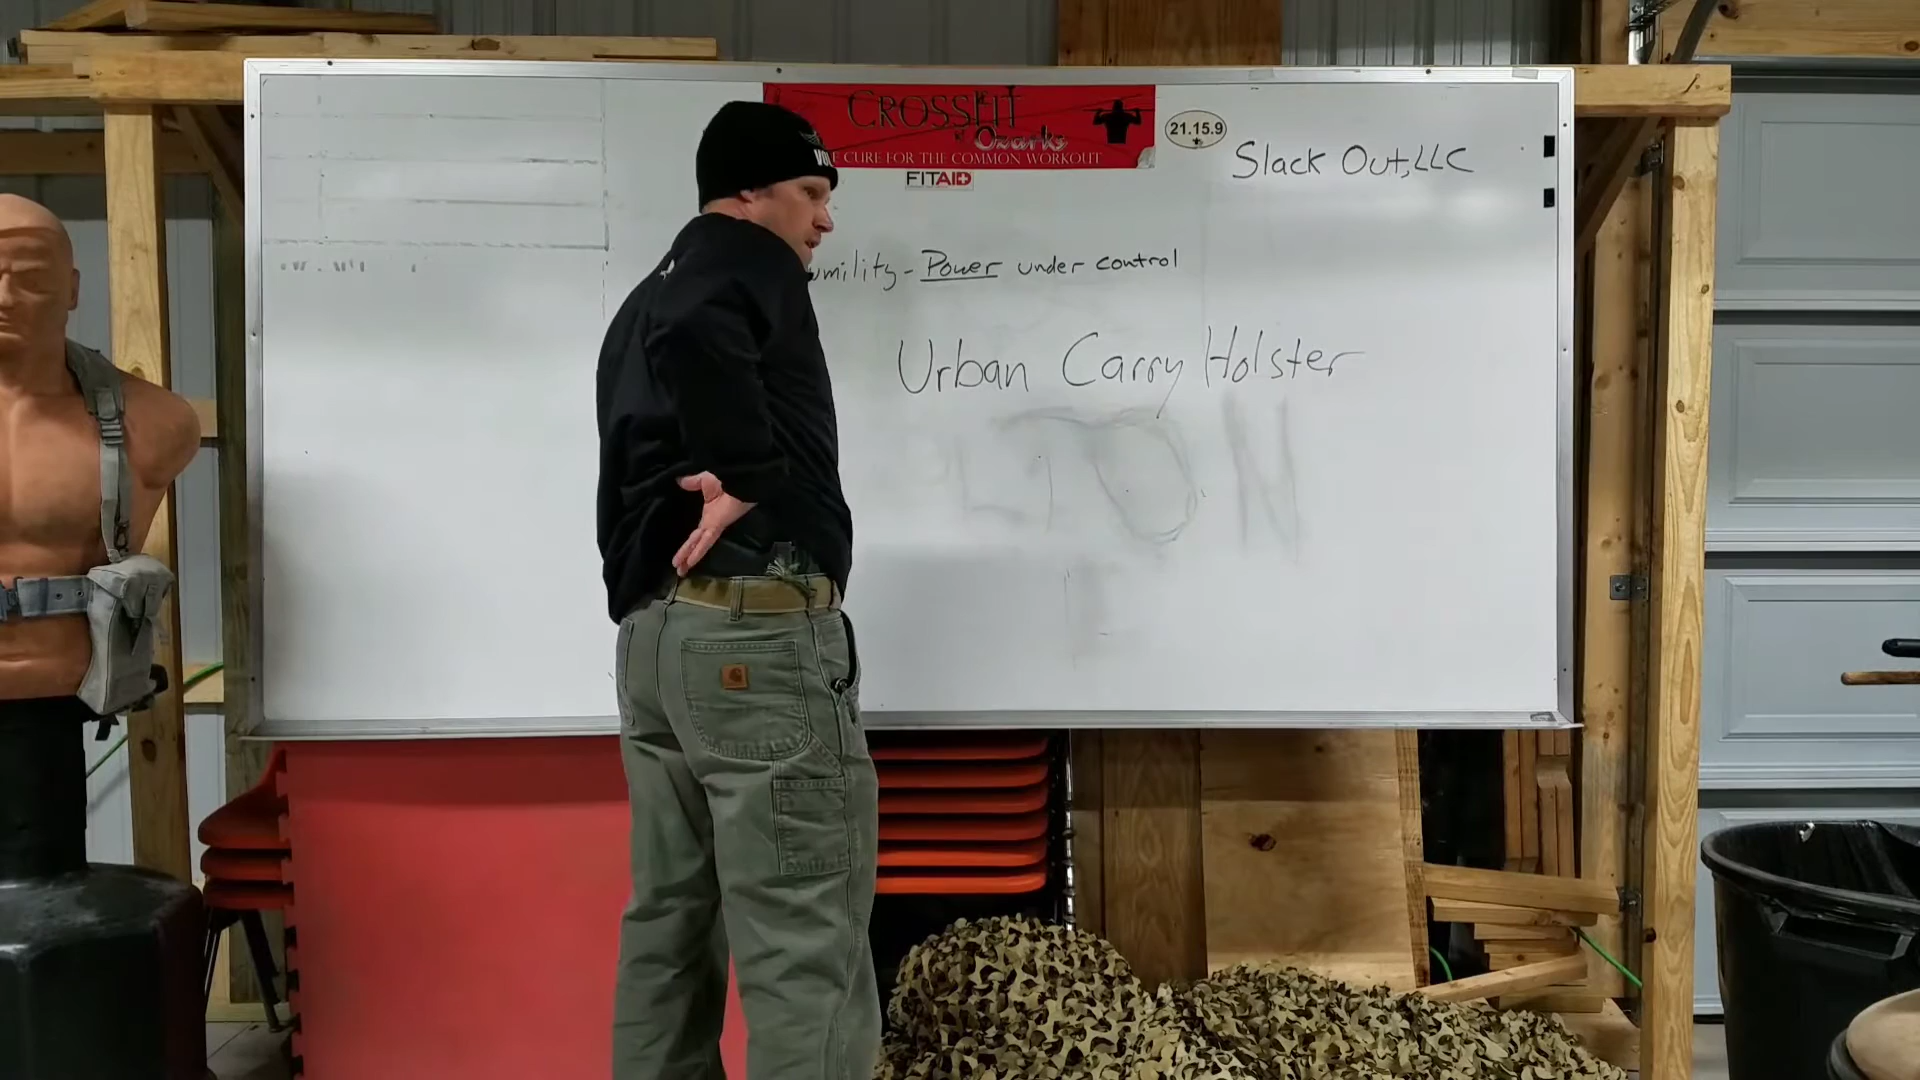 CROSSFIT
Ozarks
CURE FOR THE COMMON WORKOUT
FITAID
21.15.9
Slack Out, LLC
umility - Power under control
Urban Carry Holster